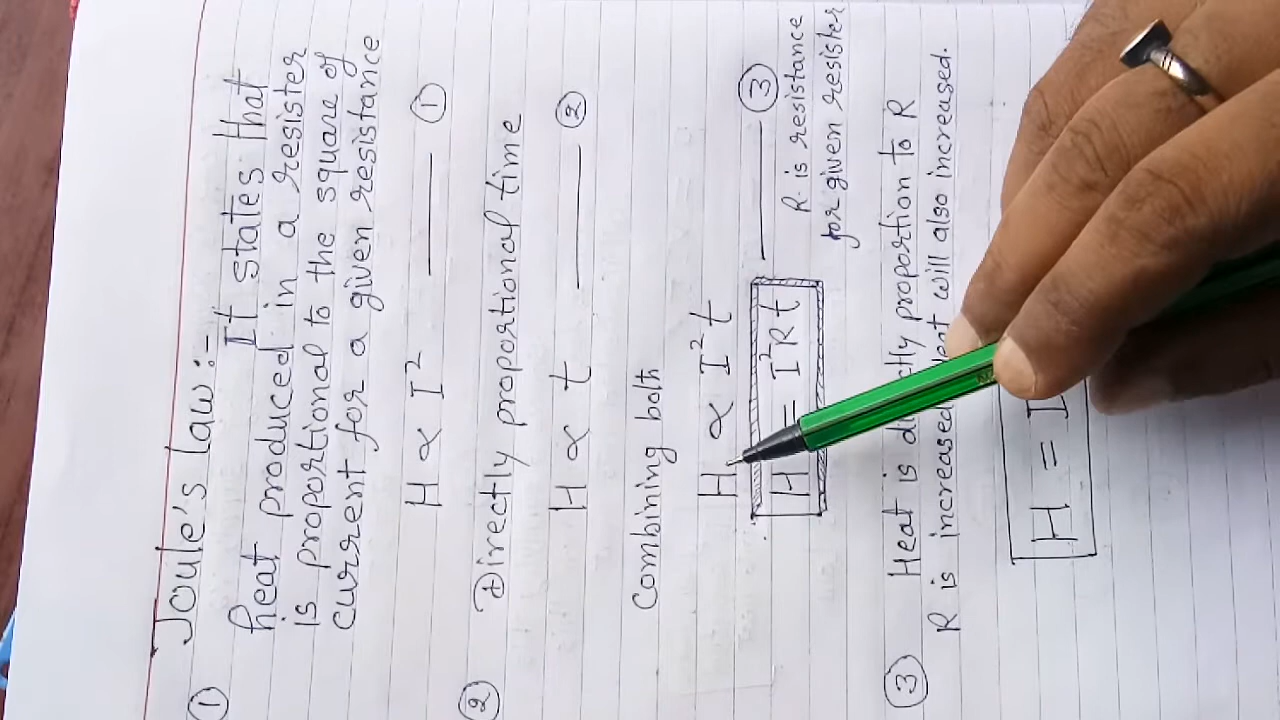 Joule's law :-
① It states that
heat produced in a resister
is proportional to the square of
current for a given resistance
H ∝ I² —— ①
② Directly proportional time
H ∝ t —— ②
Combining both
H ∝ I² t
H = I² R t —— ③
R is resistance
for given resister
③ Heat is directly proportion to R
R is increased heat will also increased.
H = I